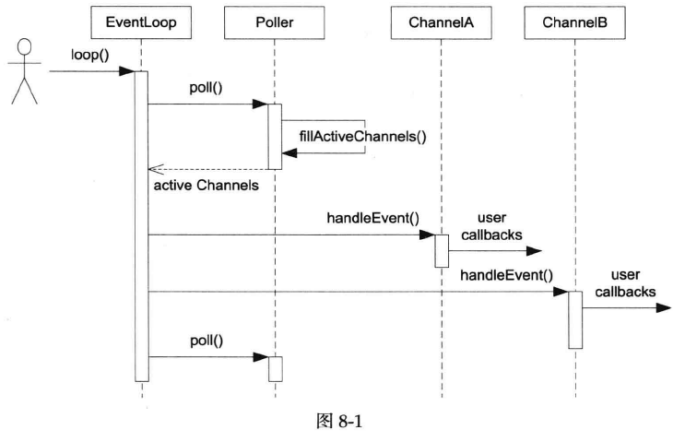 EventLoop
Poller
ChannelA
ChannelB
loop()
poll()
fillActiveChannels()
active Channels
handleEvent()
user
callbacks
handleEvent()
user
callbacks
poll()
图 8-1